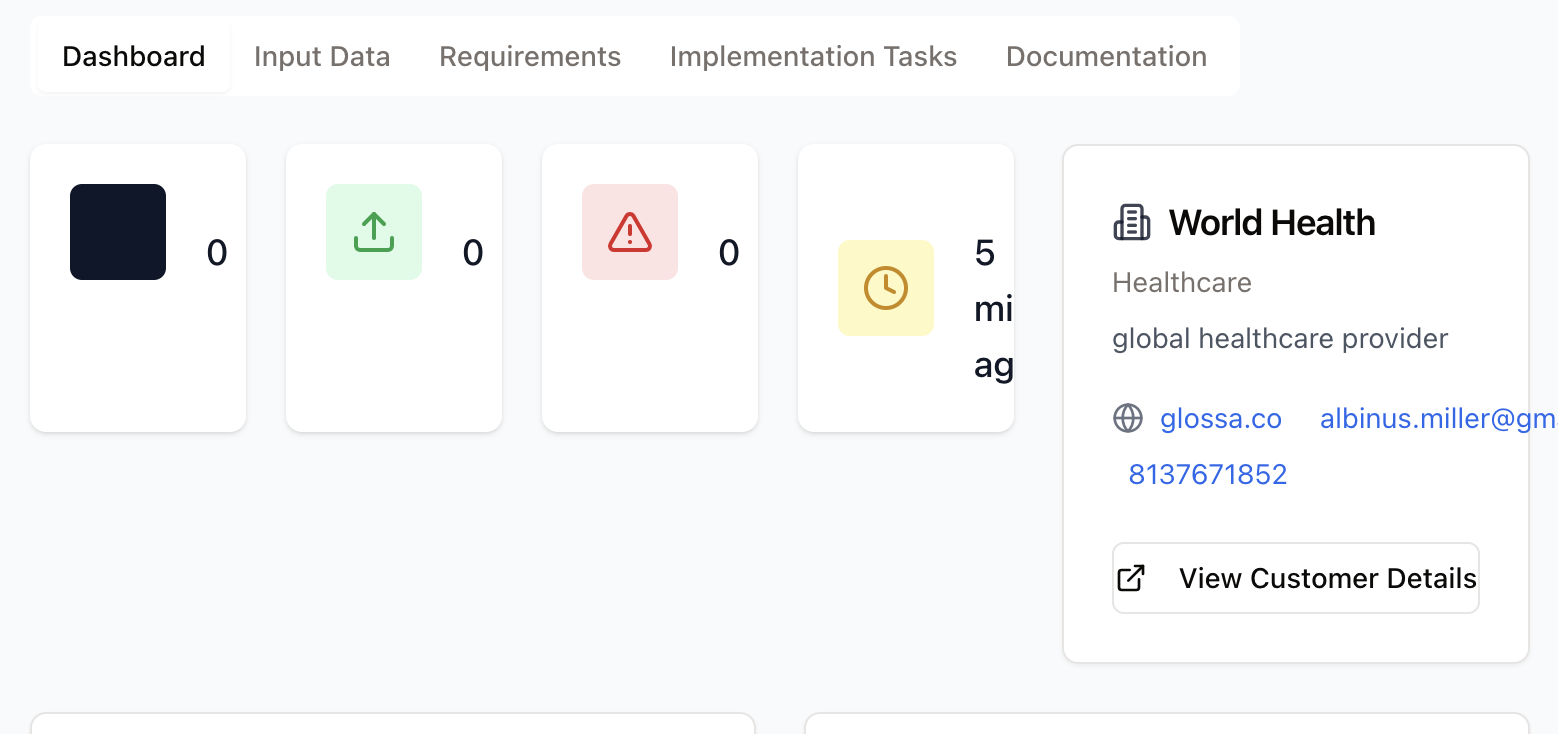 Dashboard Input Data Requirements Implementation Tasks Documentation
0
0
0
5
mi
ag
World Health
Healthcare
global healthcare provider
glossa.co albinus.miller@gm
8137671852
View Customer Details